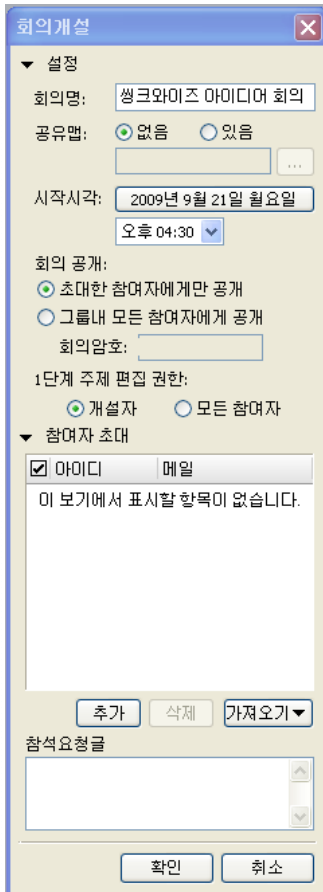 회의개설
설정
회의명: 씽크와이즈 아이디어 회의
공유맵: 없음 있음
...
시작시각: 2009년 9월 21일 월요일
오후 04:30
회의 공개:
초대한 참여자에게만 공개
그룹내 모든 참여자에게 공개
회의암호:
1단계 주제 편집 권한:
개설자 모든 참여자
참여자 초대
아이디 메일
이 보기에서 표시할 항목이 없습니다.
추가 삭제 가져오기
참석요청글
확인 취소